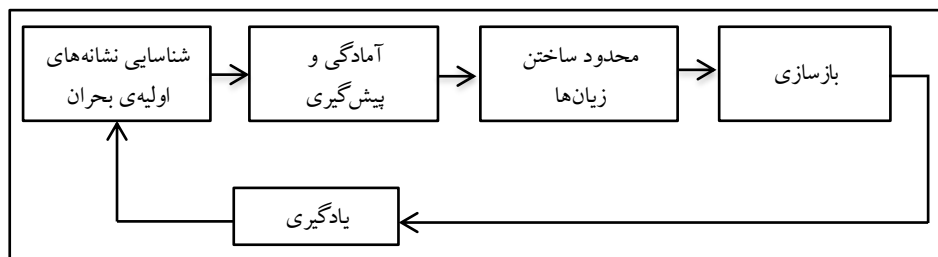 شناسایی نشانه‌های
اولیه‌ی بحران
آمادگی و
پیش‌گیری
محدود ساختن
زیان‌ها
بازسازی
یادگیری